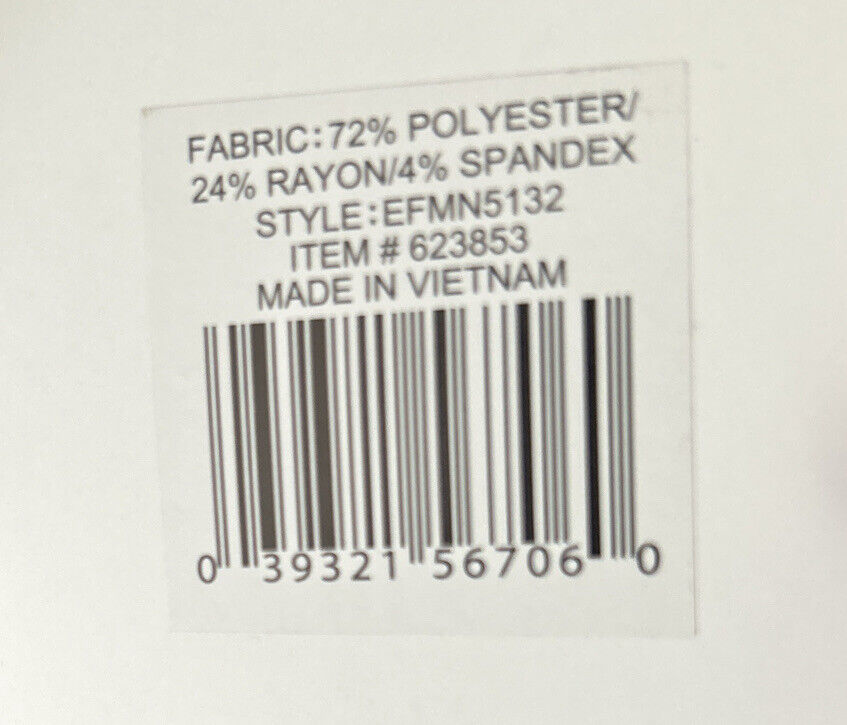 FABRIC: 72% POLYESTER/
24% RAYON/4% SPANDEX
STYLE: EFMN5132
ITEM # 623853
MADE IN VIETNAM
0 39321 56706 0